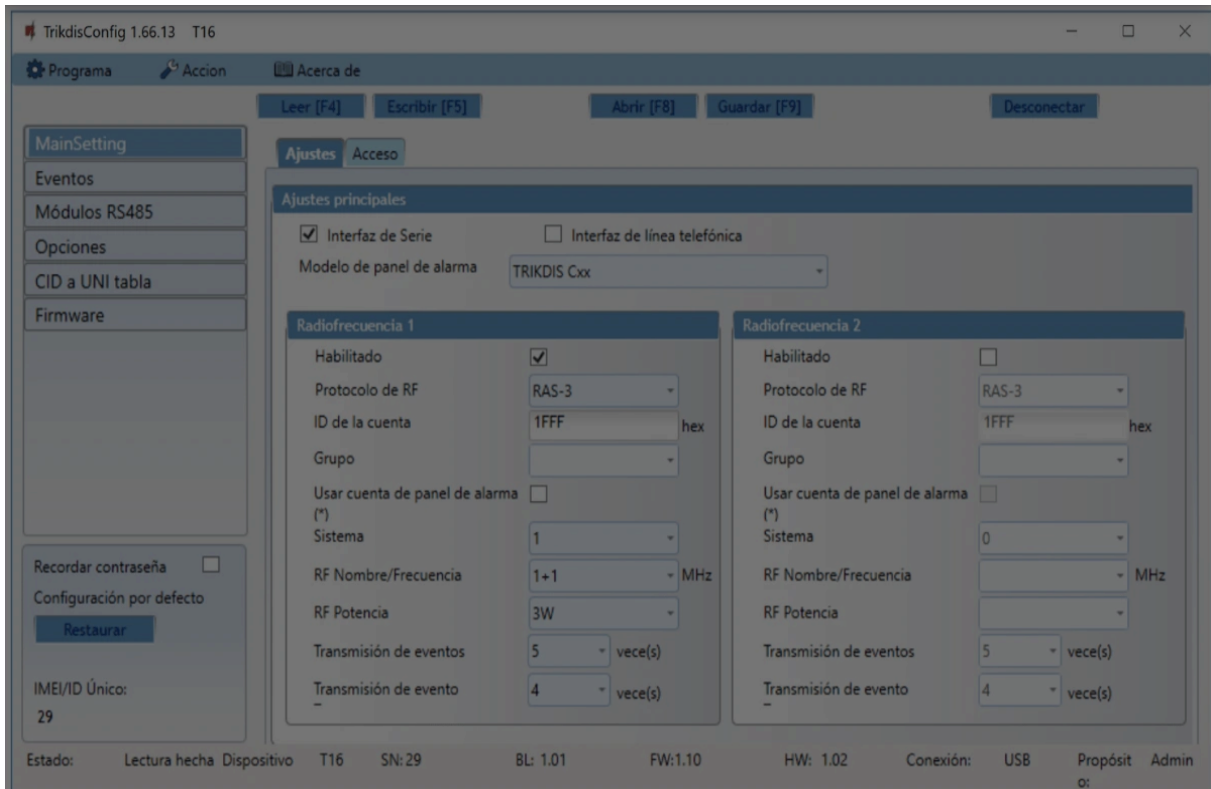 TrikdisConfig 1.66.13 T16
Programa Accion Acerca de
Leer [F4] Escribir [F5] Abrir [F8] Guardar [F9] Desconectar
MainSetting
Eventos
Módulos RS485
Opciones
CID a UNI tabla
Firmware
Recordar contraseña
Configuración por defecto
Restaurar
IMEI/ID Único:
29
Ajustes Acceso
Ajustes principales
Interfaz de Serie Interfaz de línea telefónica
Modelo de panel de alarma TRIKDIS Cxx
Radiofrecuencia 1
Habilitado
Protocolo de RF RAS-3
ID de la cuenta 1FFF hex
Grupo
Usar cuenta de panel de alarma
(*)
Sistema 1
RF Nombre/Frecuencia 1+1 MHz
RF Potencia 3W
Transmisión de eventos 5 vece(s)
Transmisión de evento 4 vece(s)
Radiofrecuencia 2
Habilitado
Protocolo de RF RAS-3
ID de la cuenta 1FFF hex
Grupo
Usar cuenta de panel de alarma
(*)
Sistema 0
RF Nombre/Frecuencia MHz
RF Potencia
Transmisión de eventos 5 vece(s)
Transmisión de evento 4 vece(s)
Estado: Lectura hecha Dispositivo T16 SN: 29 BL: 1.01 FW:1.10 HW: 1.02 Conexión: USB Propósit Admin
o: